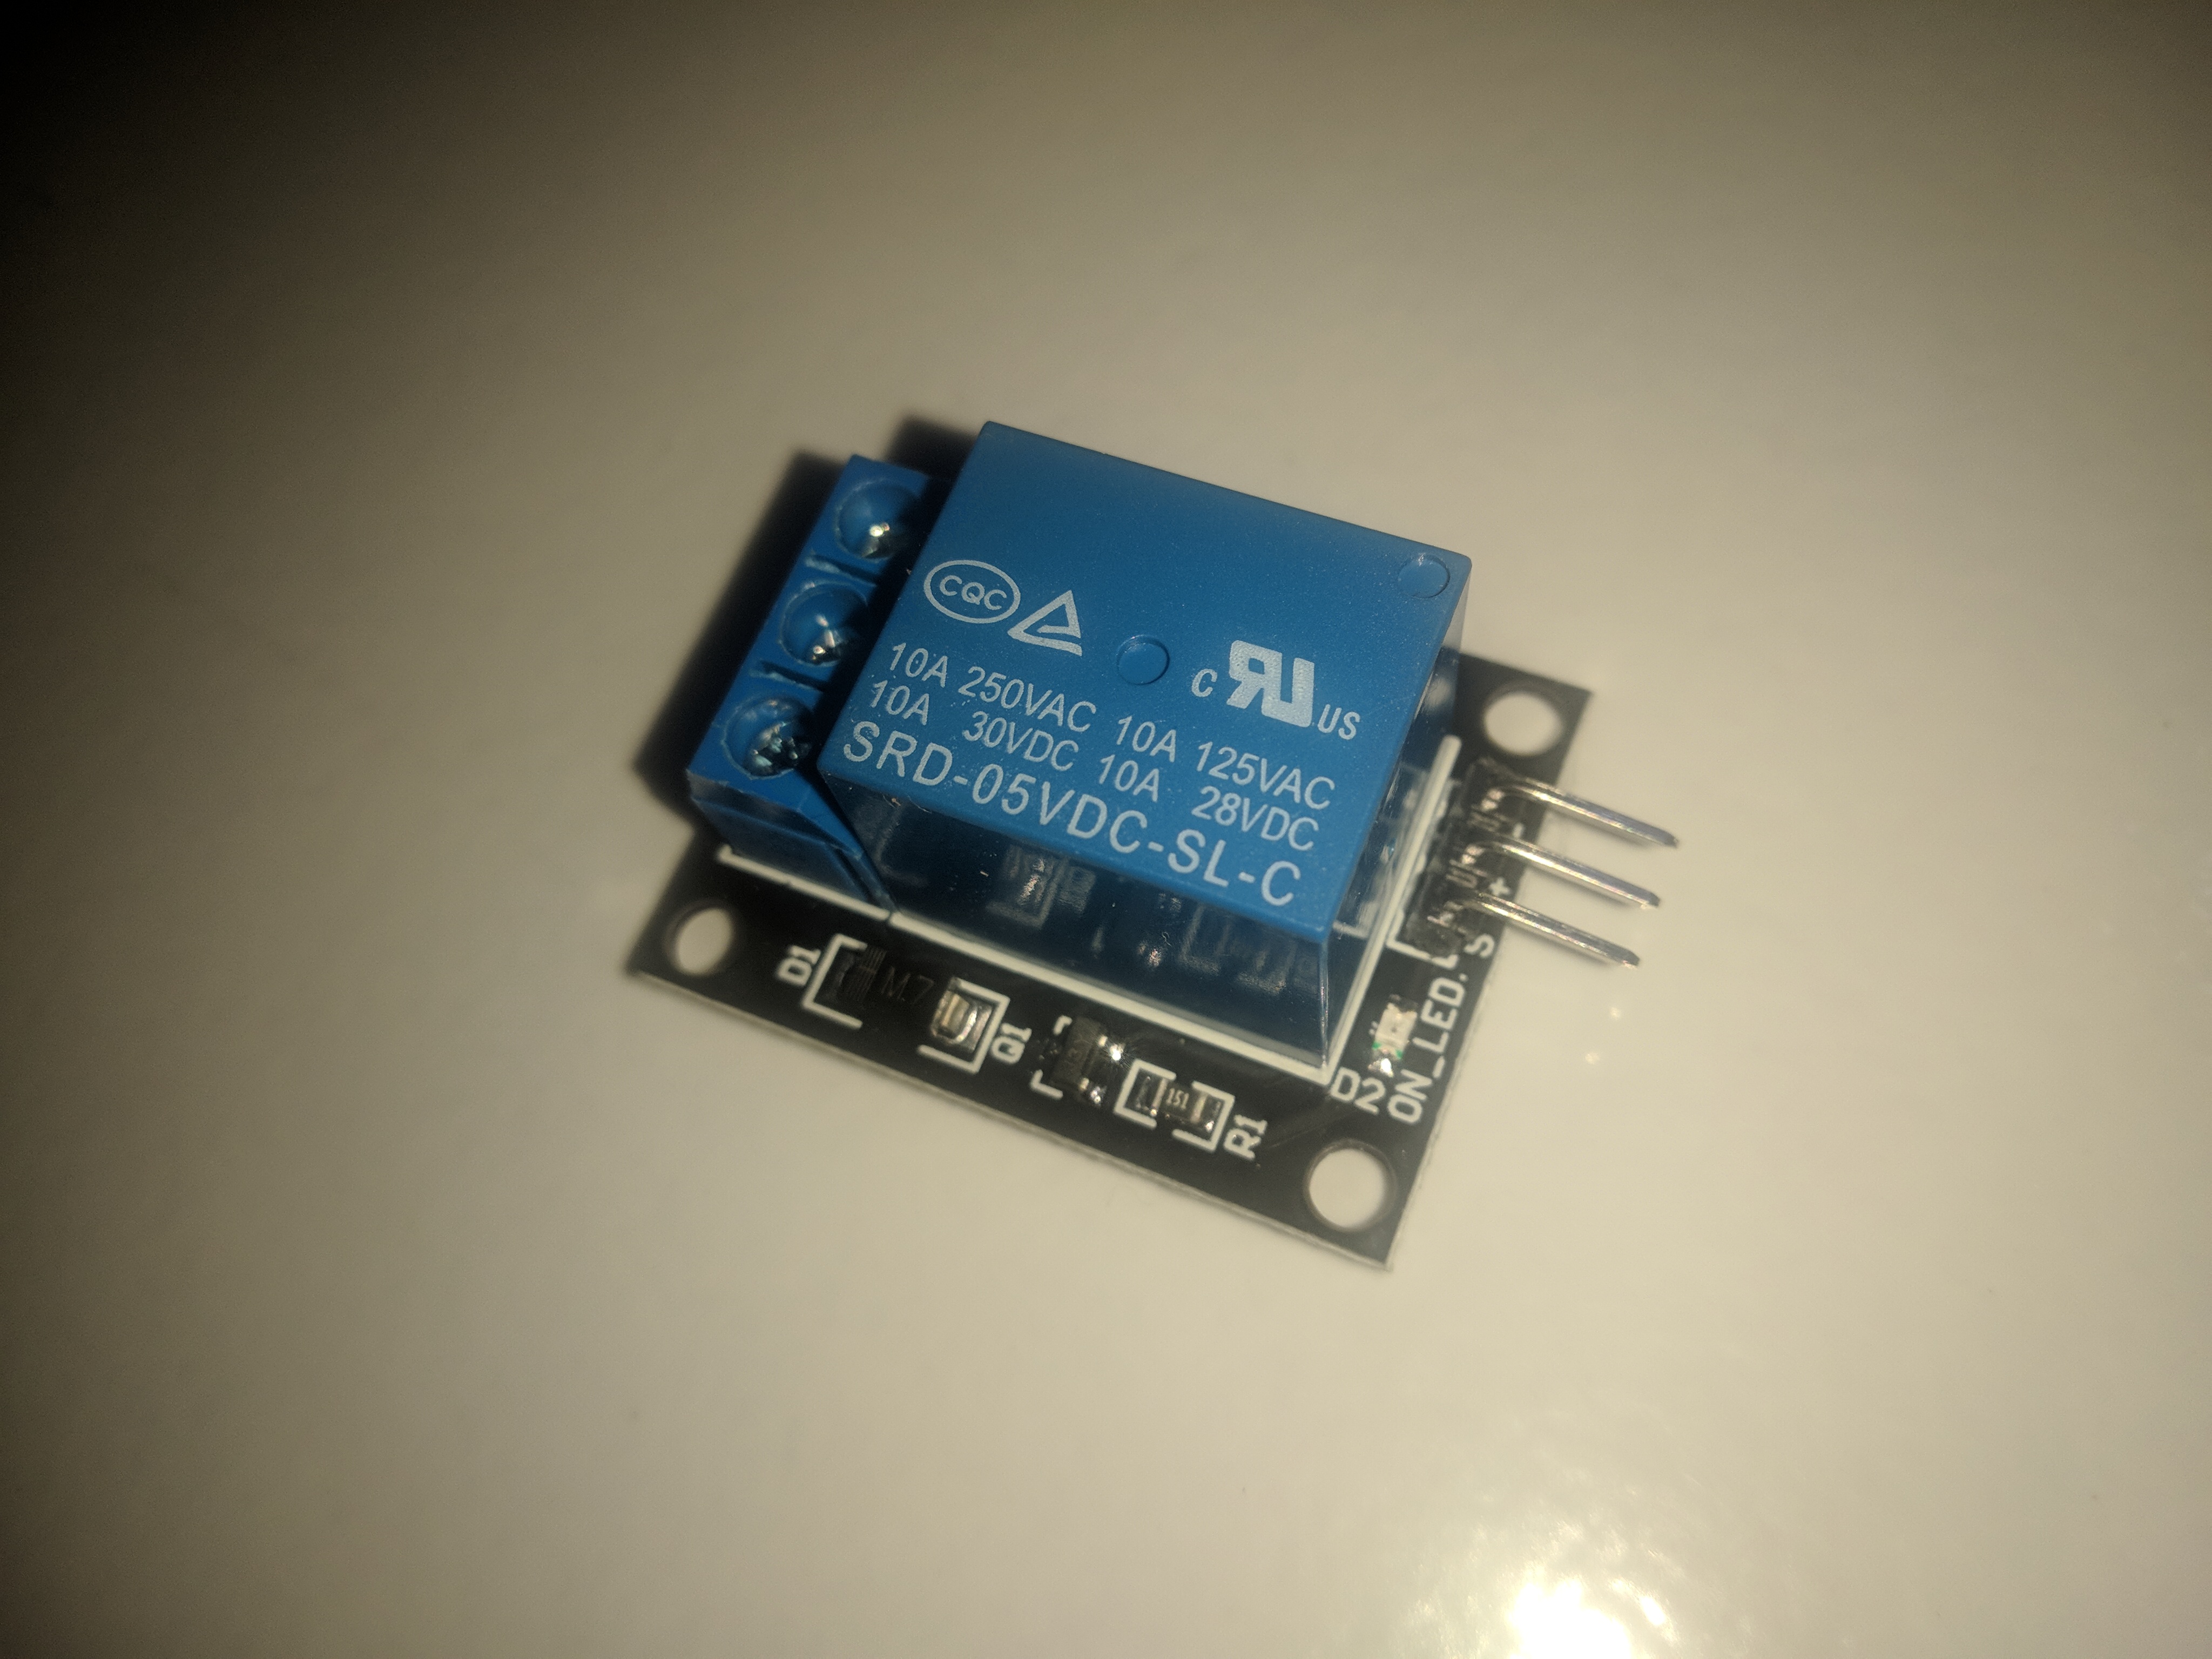 CQC
c RU US
10A 250VAC 10A 125VAC
10A 30VDC 10A 28VDC
SRD-05VDC-SL-C
- + S
D1
M7
Q1
151
R1
D2
ON_LED.